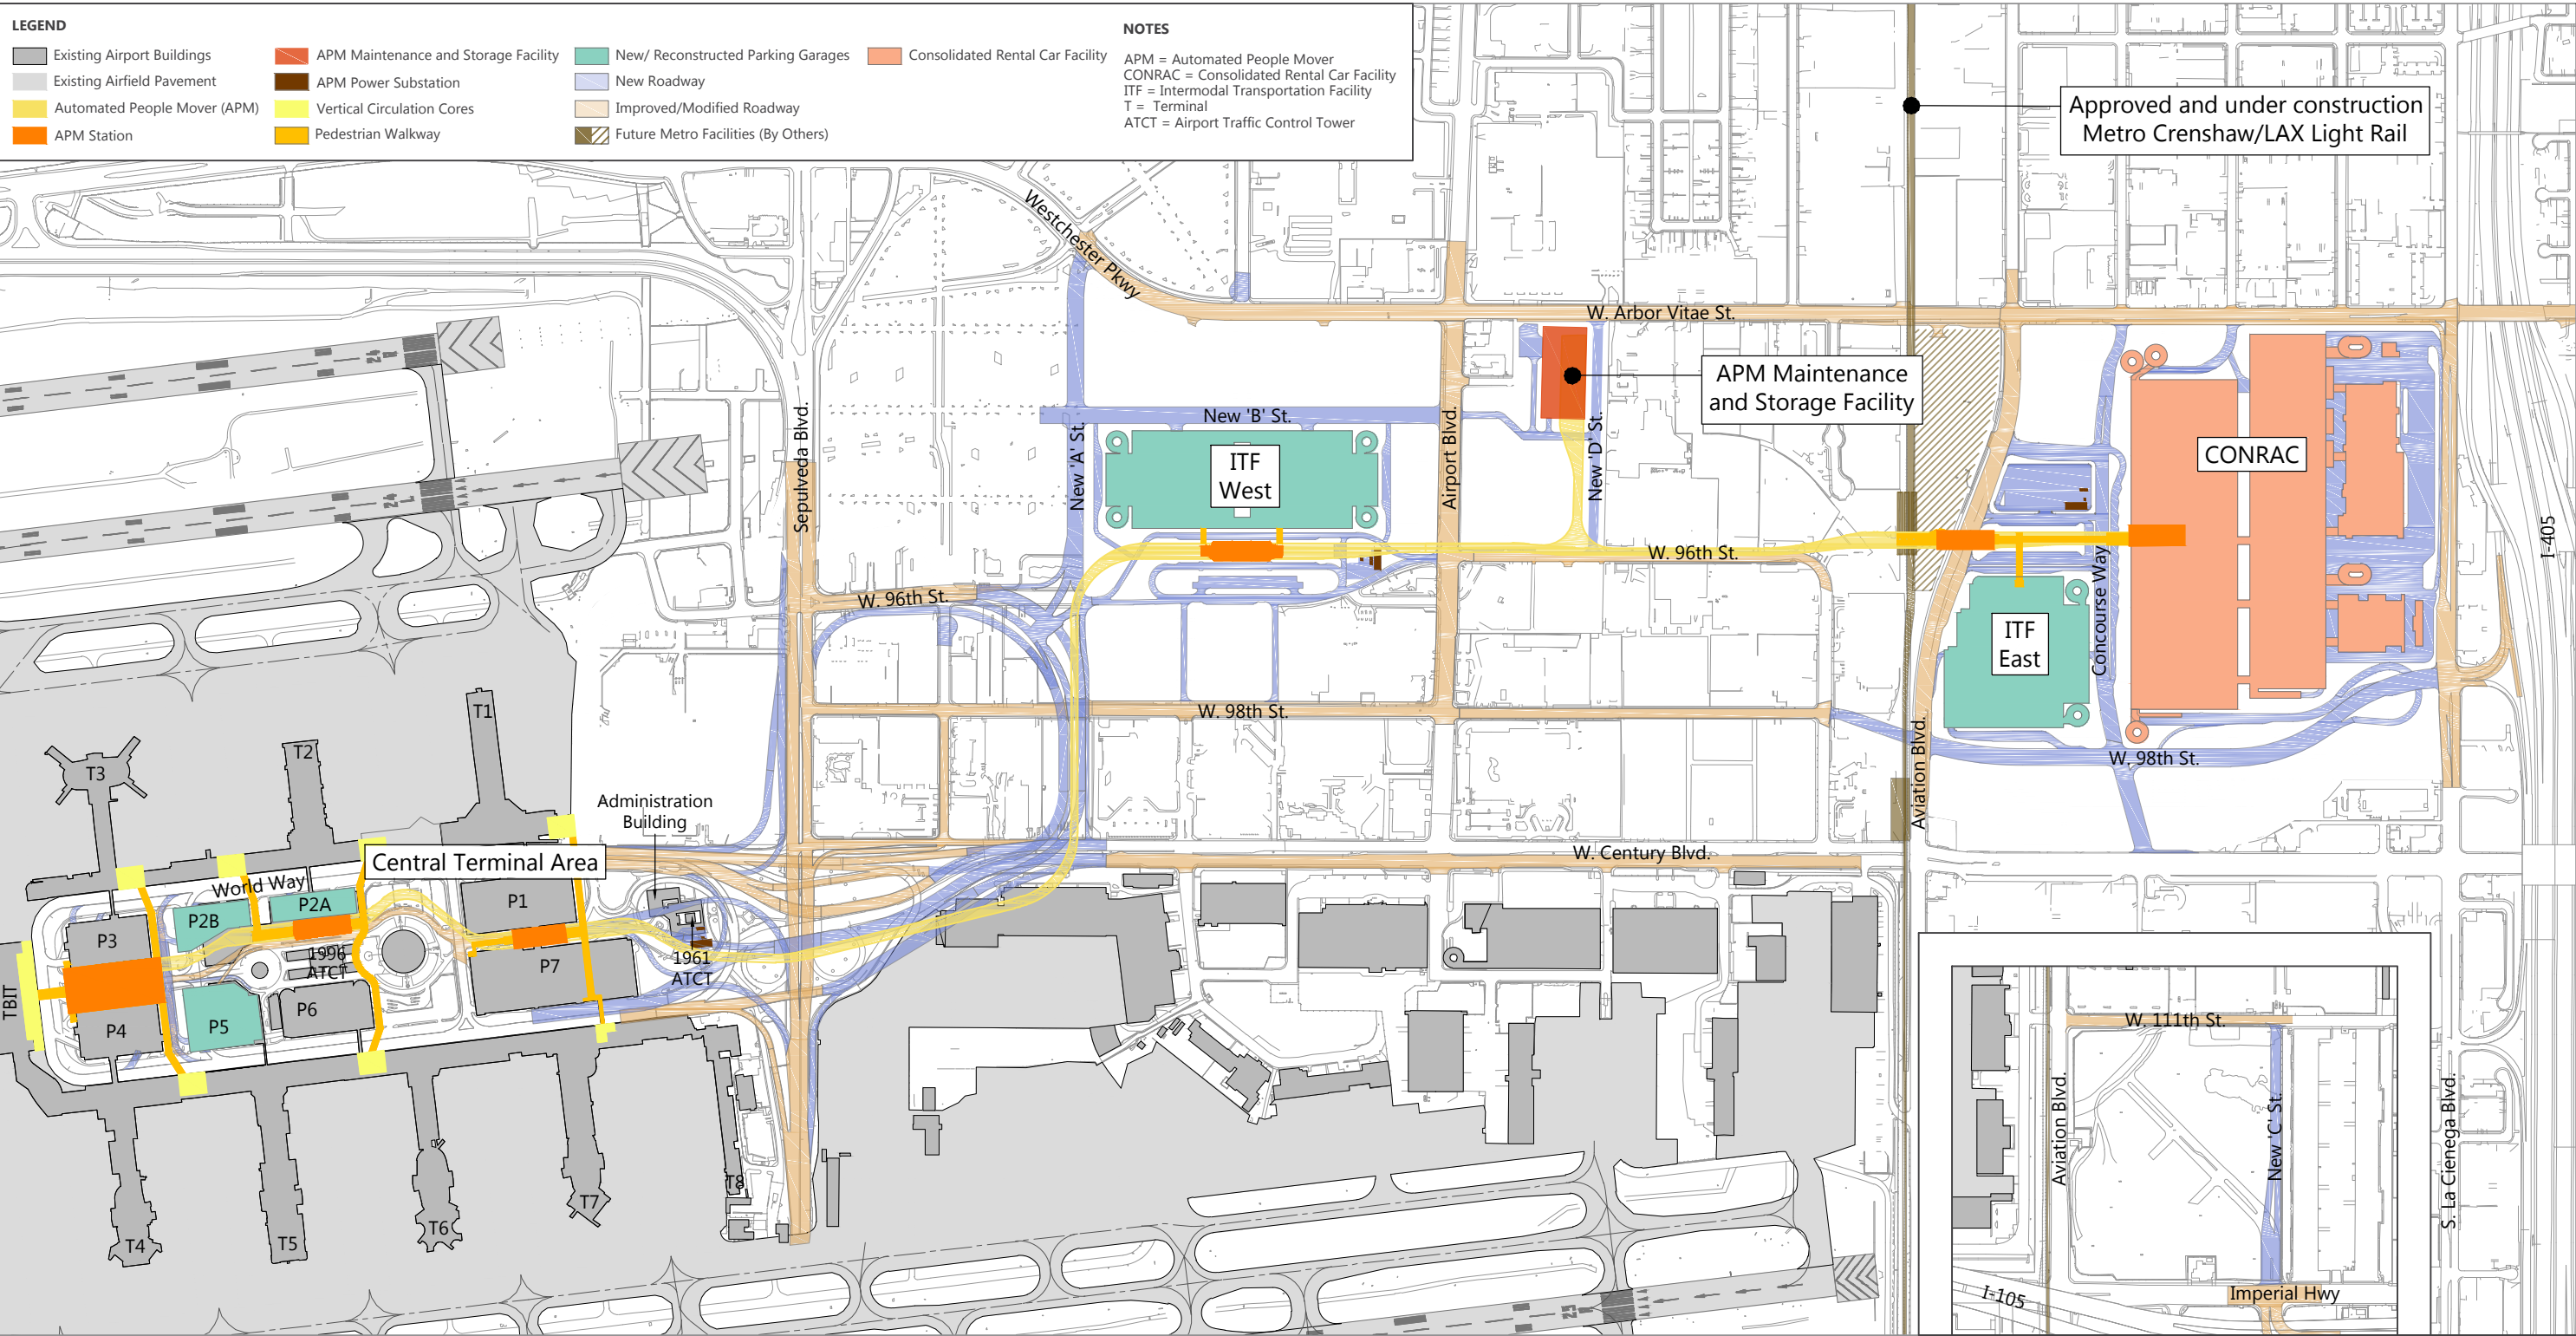 LEGEND
Existing Airport Buildings
Existing Airfield Pavement
Automated People Mover (APM)
APM Station
APM Maintenance and Storage Facility
APM Power Substation
Vertical Circulation Cores
Pedestrian Walkway
New/ Reconstructed Parking Garages
New Roadway
Improved/Modified Roadway
Future Metro Facilities (By Others)
Consolidated Rental Car Facility
NOTES
APM = Automated People Mover
CONRAC = Consolidated Rental Car Facility
ITF = Intermodal Transportation Facility
T = Terminal
ATCT = Airport Traffic Control Tower
Approved and under construction
Metro Crenshaw/LAX Light Rail
Westchester Pkwy
W. Arbor Vitae St.
APM Maintenance
and Storage Facility
New 'B' St.
New 'A' St.
New 'D' St.
Sepulveda Blvd.
Airport Blvd.
ITF
West
CONRAC
I-405
W. 96th St.
W. 96th St.
Concourse Way
ITF
East
W. 98th St.
W. 98th St.
Aviation Blvd.
24
R
24
L
T1
T2
T3
Administration
Building
Central Terminal Area
W. Century Blvd.
World Way
P2A
P2B
P1
P3
P7
1996
ATCT
1961
ATCT
TBIT
P4
P5
P6
T8
T7
T6
T5
T4
25
W. 111th St.
Aviation Blvd.
New 'C' St.
S. La Cienega Blvd.
I-105
Imperial Hwy